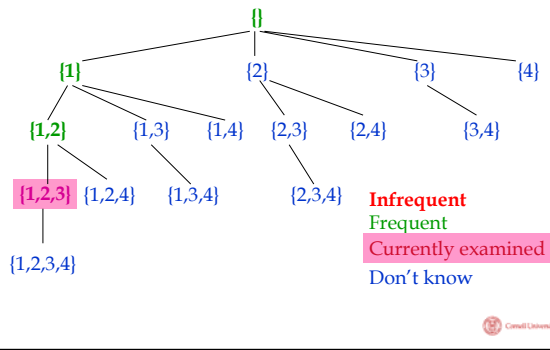 {}
{1} {2} {3} {4}
{1,2} {1,3} {1,4} {2,3} {2,4} {3,4}
{1,2,3} {1,2,4} {1,3,4} {2,3,4}
{1,2,3,4}
Infrequent
Frequent
Currently examined
Don't know
Cornell